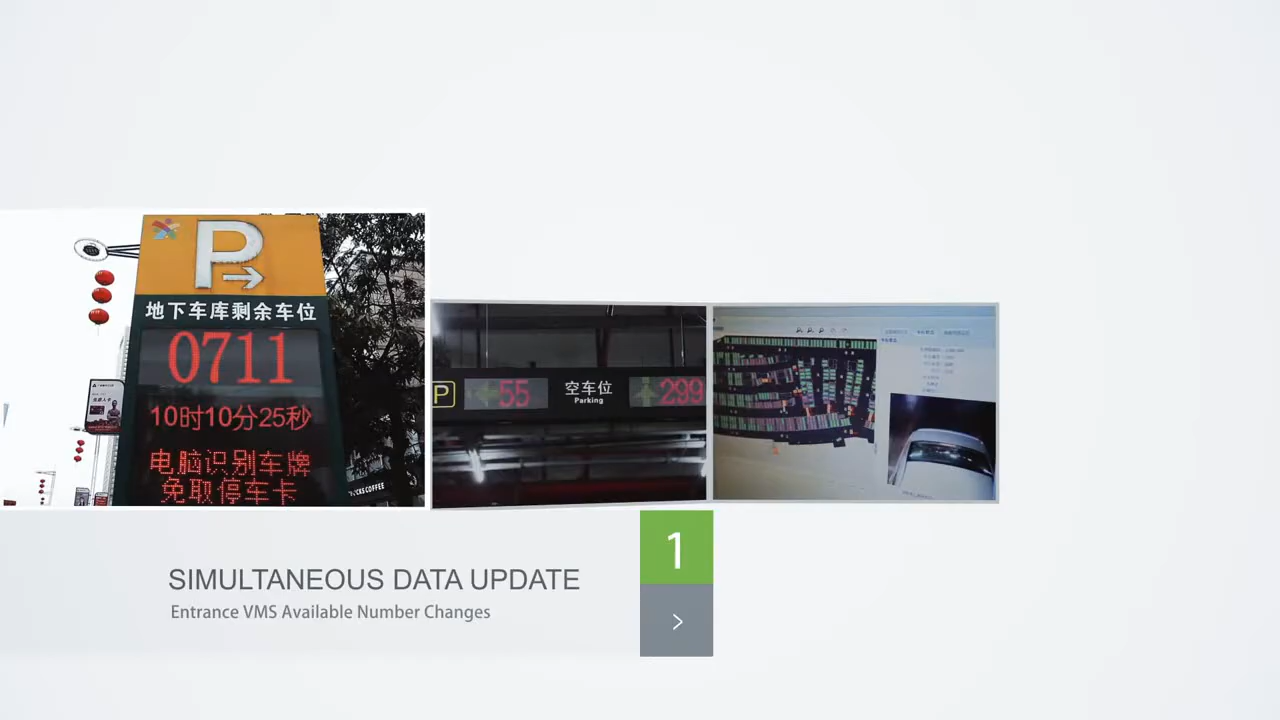 P
地下车库剩余车位
0711
10时10分25秒
电脑识别车牌
免取停车卡
COFFEE
P
55
空车位
Parking
299
1
SIMULTANEOUS DATA UPDATE
Entrance VMS Available Number Changes